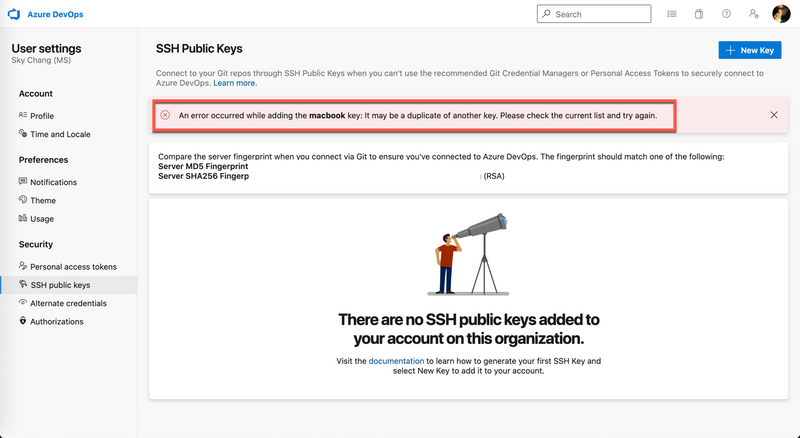 Azure DevOps
Search
User settings
Sky Chang (MS)
Account
Profile
Time and Locale
Preferences
Notifications
Theme
Usage
Security
Personal access tokens
SSH public keys
Alternate credentials
Authorizations
SSH Public Keys
New Key
Connect to your Git repos through SSH Public Keys when you can't use the recommended Git Credential Managers or Personal Access Tokens to securely connect to
Azure DevOps. Learn more.
An error occurred while adding the macbook key: It may be a duplicate of another key. Please check the current list and try again.
Compare the server fingerprint when you connect via Git to ensure you've connected to Azure DevOps. The fingerprint should match one of the following:
Server MD5 Fingerprint
Server SHA256 Fingerp (RSA)
There are no SSH public keys added to
your account on this organization.
Visit the documentation to learn how to generate your first SSH Key and
select New Key to add it to your account.